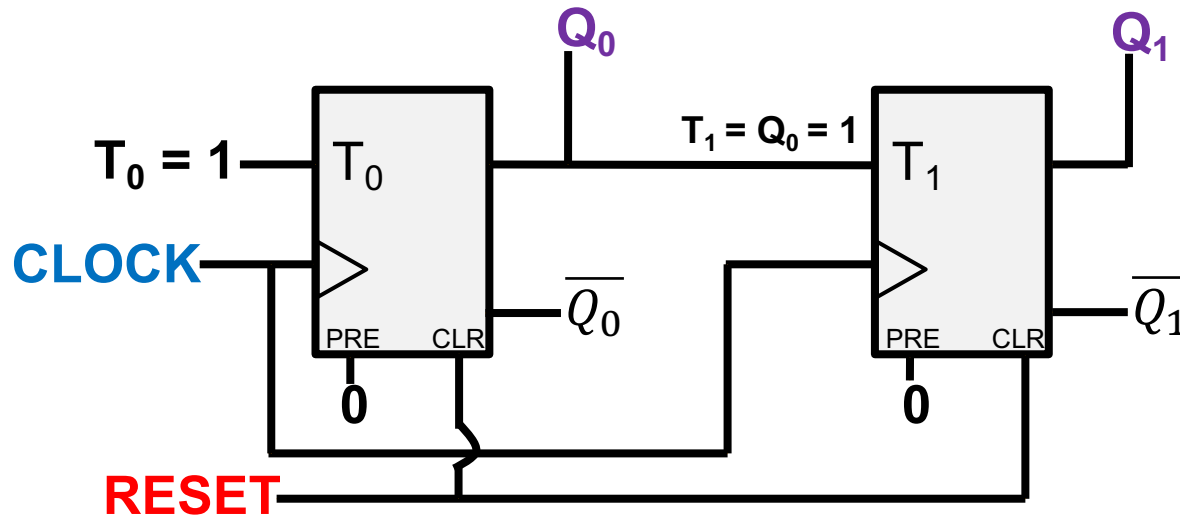 Q₀
Q₁
T₁ = Q₀ = 1
T₀ = 1
T₀
T₁
CLOCK
Q̅₀
Q̅₁
PRE
CLR
PRE
CLR
0
0
RESET